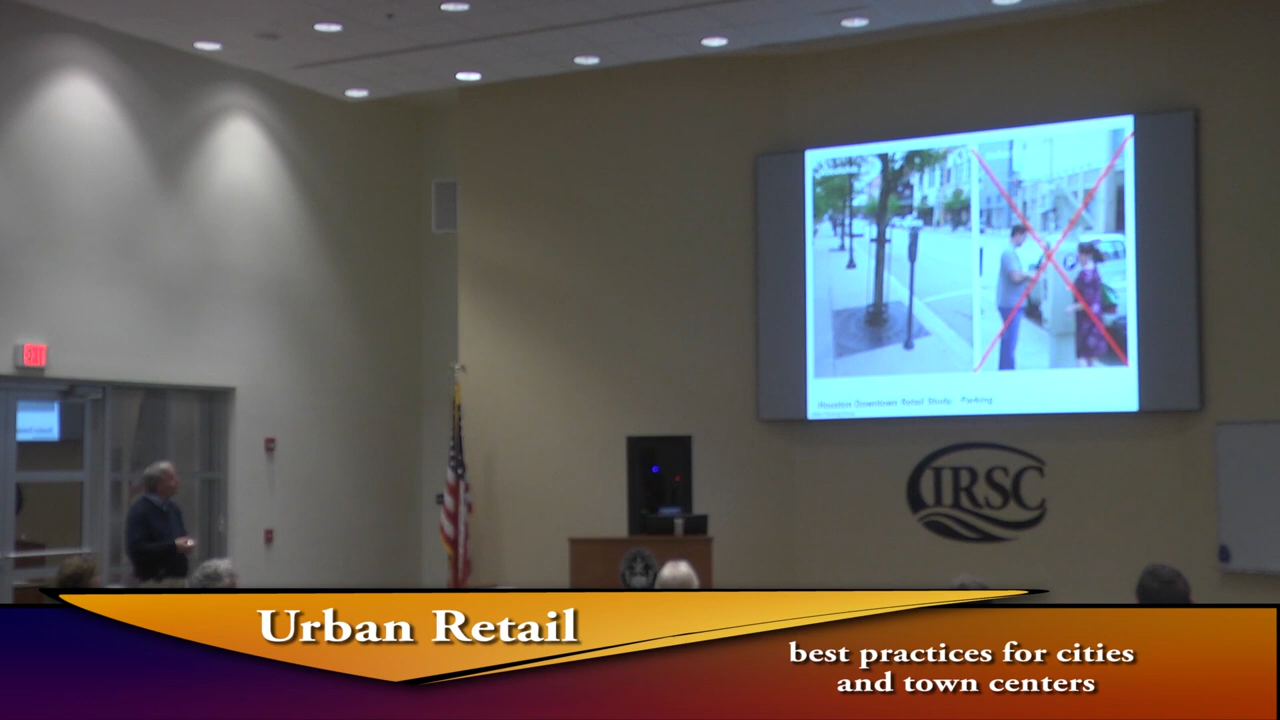 EXIT
Houston Downtown Retail Study: Parking
IRSC
Urban Retail
best practices for cities
and town centers